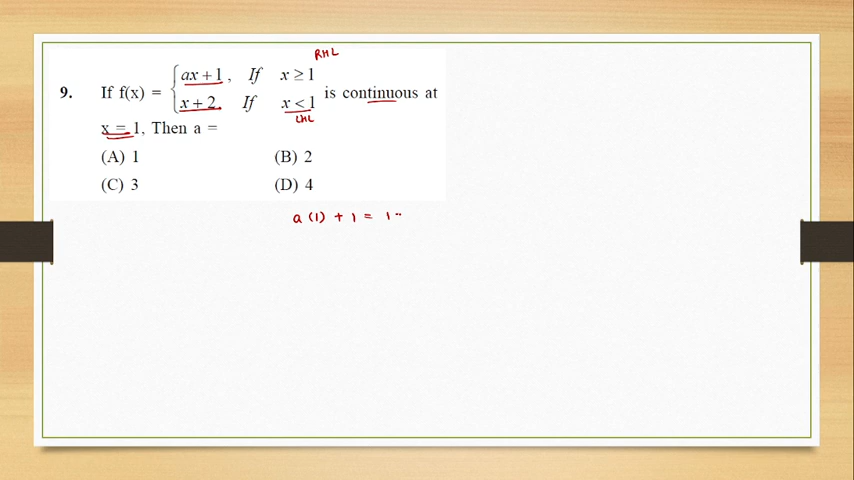 RHL
9. If f(x) = { ax + 1, If x ≥ 1
x + 2, If x < 1 is continuous at
LHL
x = 1, Then a =
(A) 1 (B) 2
(C) 3 (D) 4
a (1) + 1 = 1